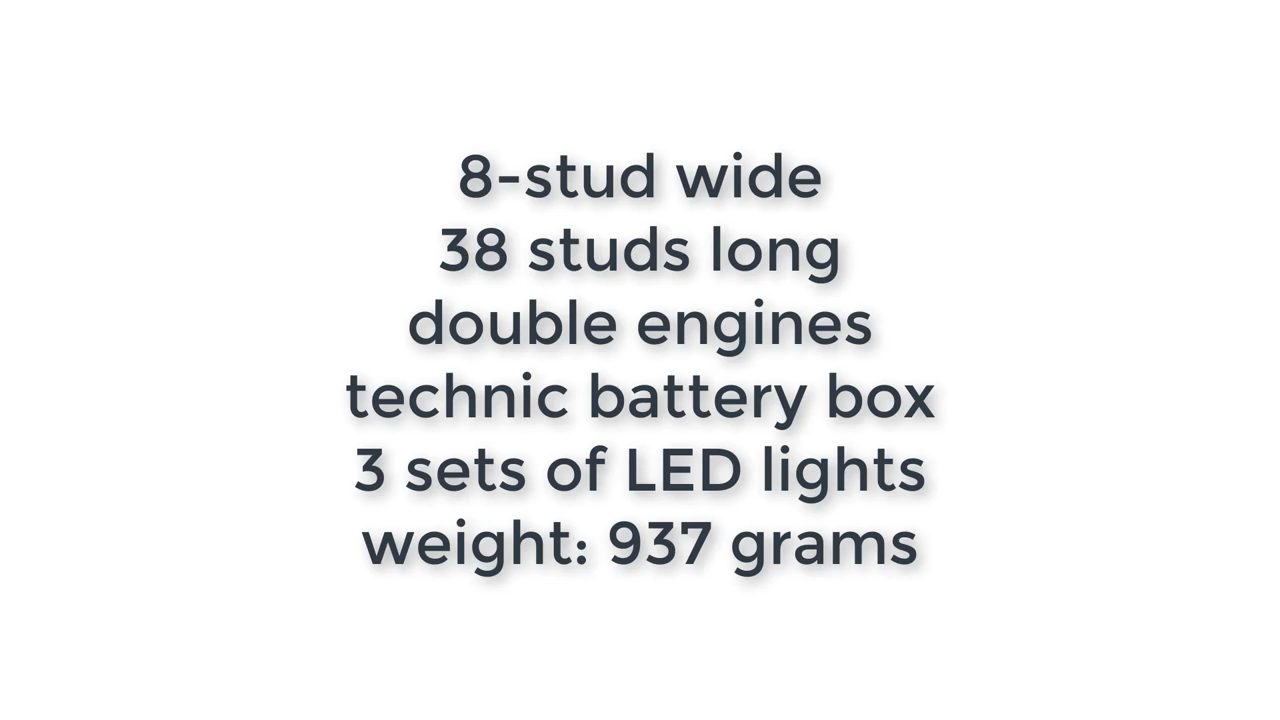 8-stud wide
38 studs long
double engines
technic battery box
3 sets of LED lights
weight: 937 grams